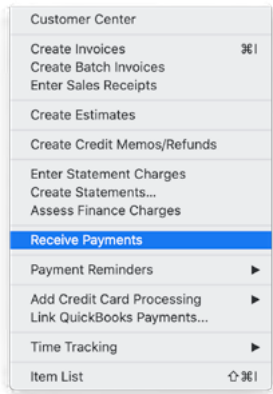 Customer Center
Create Invoices ⌘I
Create Batch Invoices
Enter Sales Receipts
Create Estimates
Create Credit Memos/Refunds
Enter Statement Charges
Create Statements...
Assess Finance Charges
Receive Payments
Payment Reminders ▶
Add Credit Card Processing ▶
Link QuickBooks Payments...
Time Tracking ▶
Item List ⇧⌘I